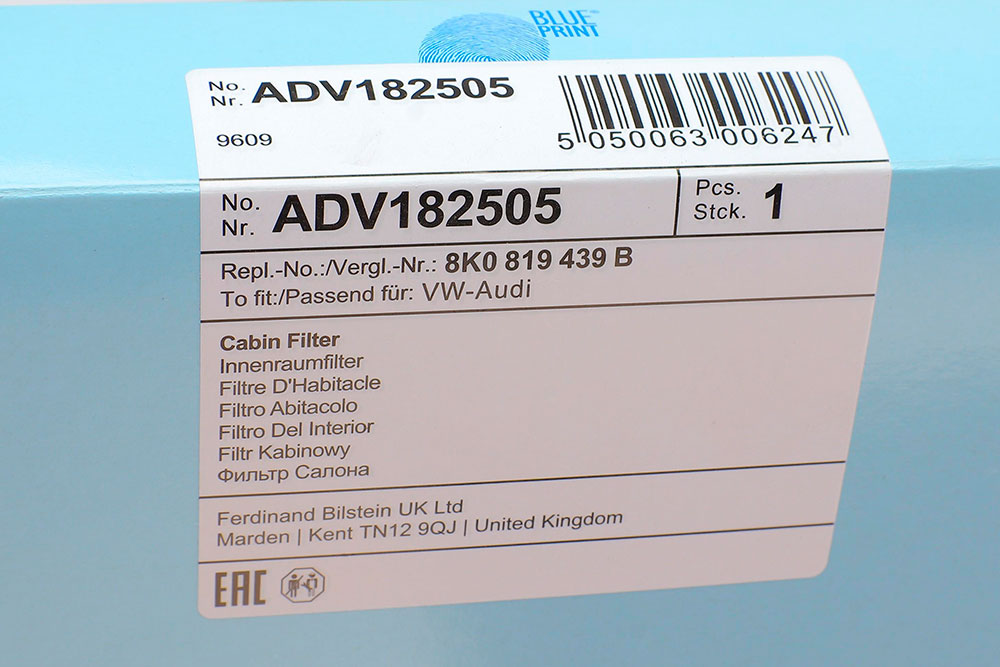 BLUE
PRINT
No.
Nr. ADV182505
9609
5 050063 006247
No.
Nr. ADV182505
Pcs.
Stck. 1
Repl.-No.:/Vergl.-Nr.: 8K0 819 439 B
To fit:/Passend für: VW-Audi
Cabin Filter
Innenraumfilter
Filtre D'Habitacle
Filtro Abitacolo
Filtro Del Interior
Filtr Kabinowy
Фильтр Салона
Ferdinand Bilstein UK Ltd
Marden | Kent TN12 9QJ | United Kingdom
EAC